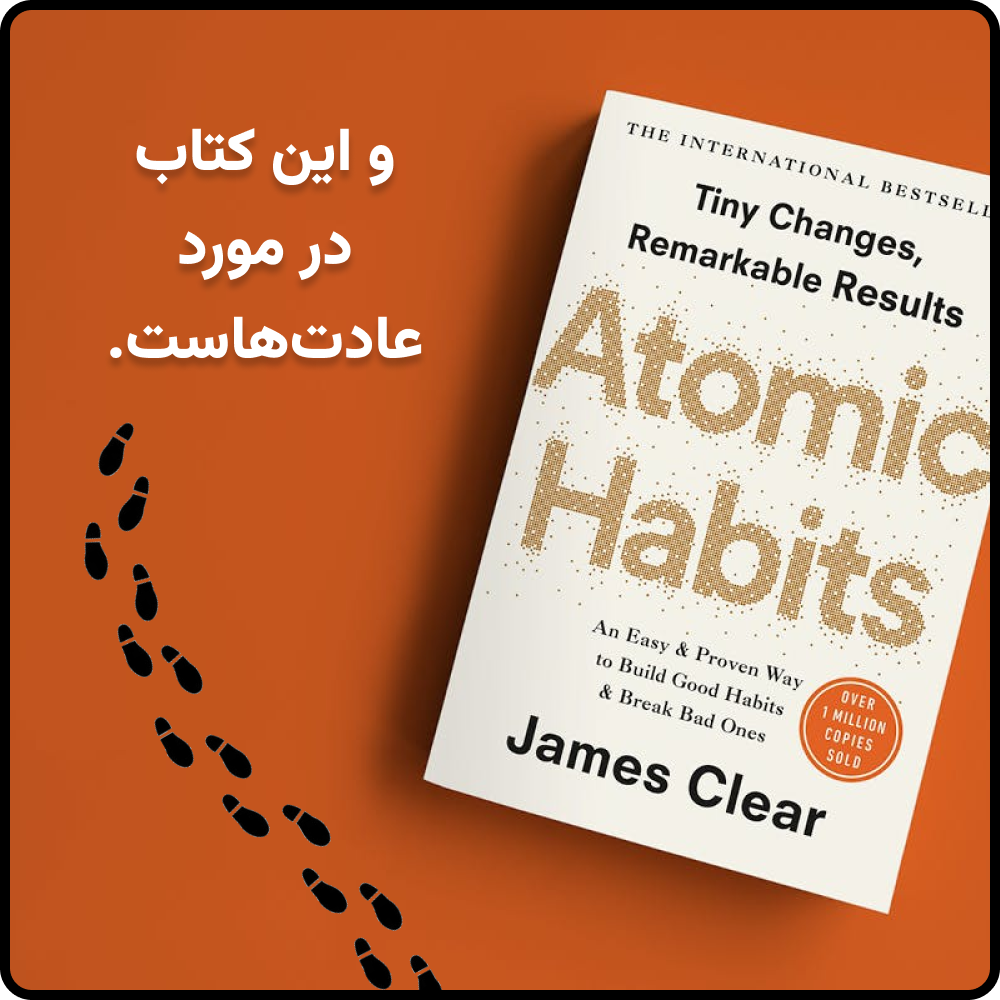 و این کتاب
در مورد
عادت‌هاست.
THE INTERNATIONAL BESTSELL
Tiny Changes,
Remarkable Results
Atomic
Habits
An Easy & Proven Way
to Build Good Habits
& Break Bad Ones
OVER
1 MILLION
COPIES
SOLD
James Clear